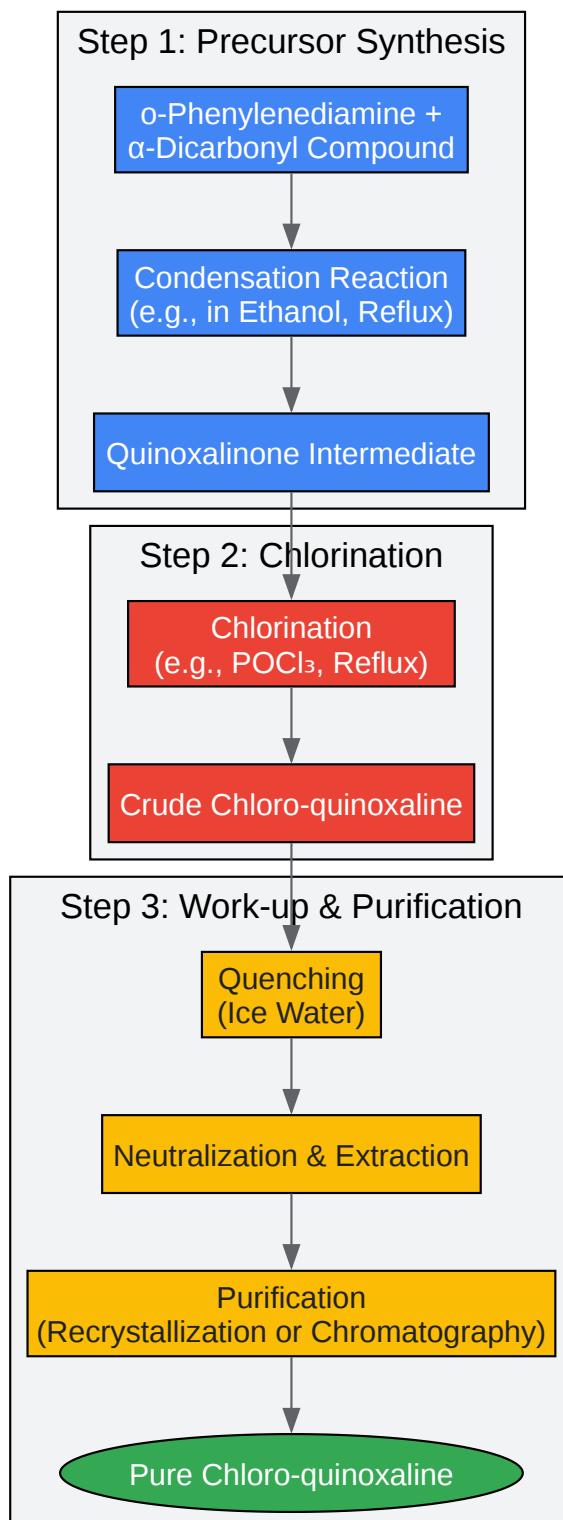 Step 1: Precursor Synthesis
o-Phenylenediamine +
α-Dicarbonyl Compound
Condensation Reaction
(e.g., in Ethanol, Reflux)
Quinoxalinone Intermediate
Step 2: Chlorination
Chlorination
(e.g., POCl₃, Reflux)
Crude Chloro-quinoxaline
Step 3: Work-up & Purification
Quenching
(Ice Water)
Neutralization & Extraction
Purification
(Recrystallization or Chromatography)
Pure Chloro-quinoxaline